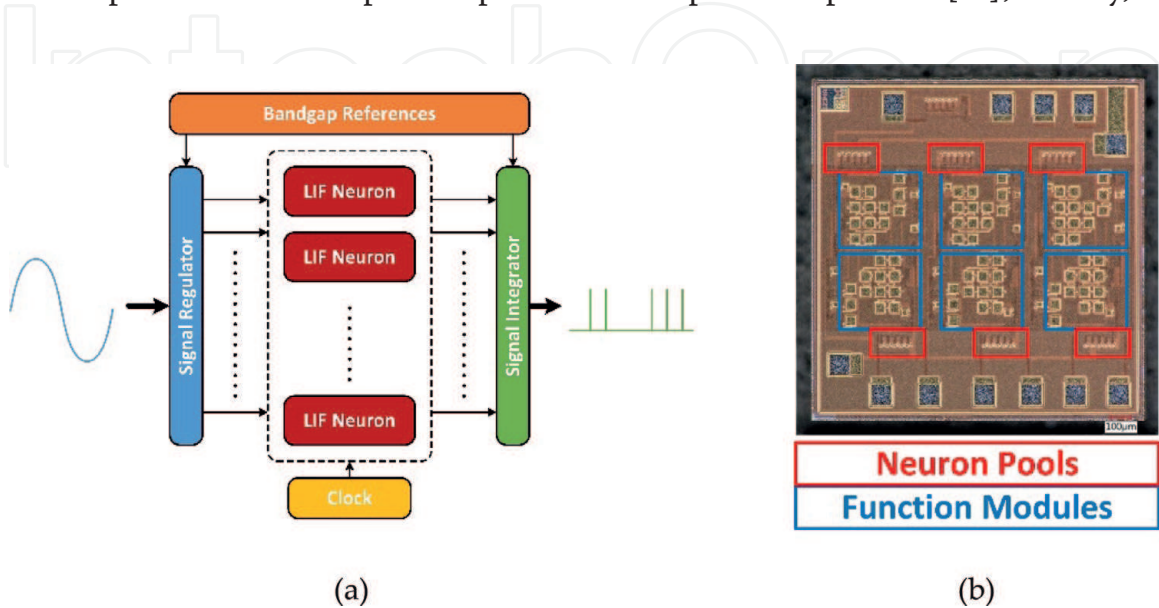 Bandgap References
Signal Regulator
LIF Neuron
LIF Neuron
LIF Neuron
Signal Integrator
Clock
100μm
Neuron Pools
Function Modules
(a)
(b)